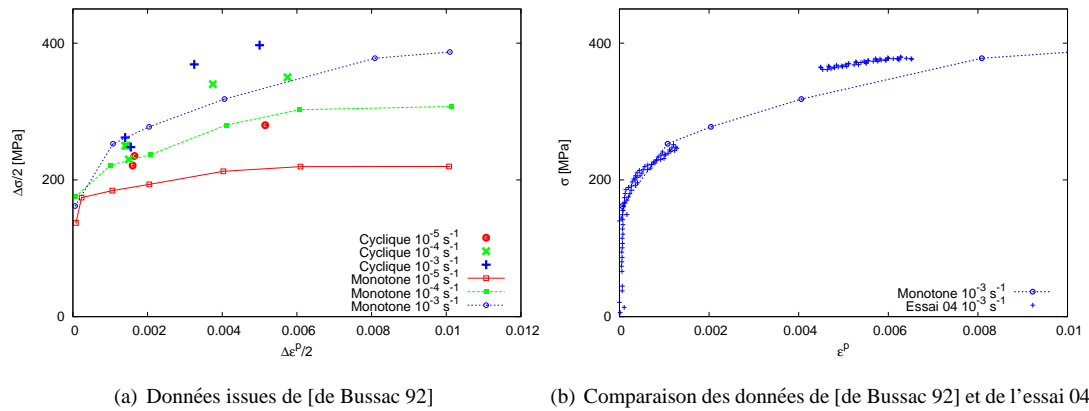 400
200
0
Δσ/2 [MPa]
0
0.002
0.004
0.006
0.008
0.01
0.012
Δεᵖ/2
Cyclique 10⁻⁵ s⁻¹
Cyclique 10⁻⁴ s⁻¹
Cyclique 10⁻³ s⁻¹
Monotone 10⁻⁵ s⁻¹
Monotone 10⁻⁴ s⁻¹
Monotone 10⁻³ s⁻¹
(a) Données issues de [de Bussac 92]
400
200
0
σ [MPa]
0
0.002
0.004
0.006
0.008
0.01
εᵖ
Monotone 10⁻³ s⁻¹
Essai 04 10⁻³ s⁻¹
(b) Comparaison des données de [de Bussac 92] et de l'essai 04